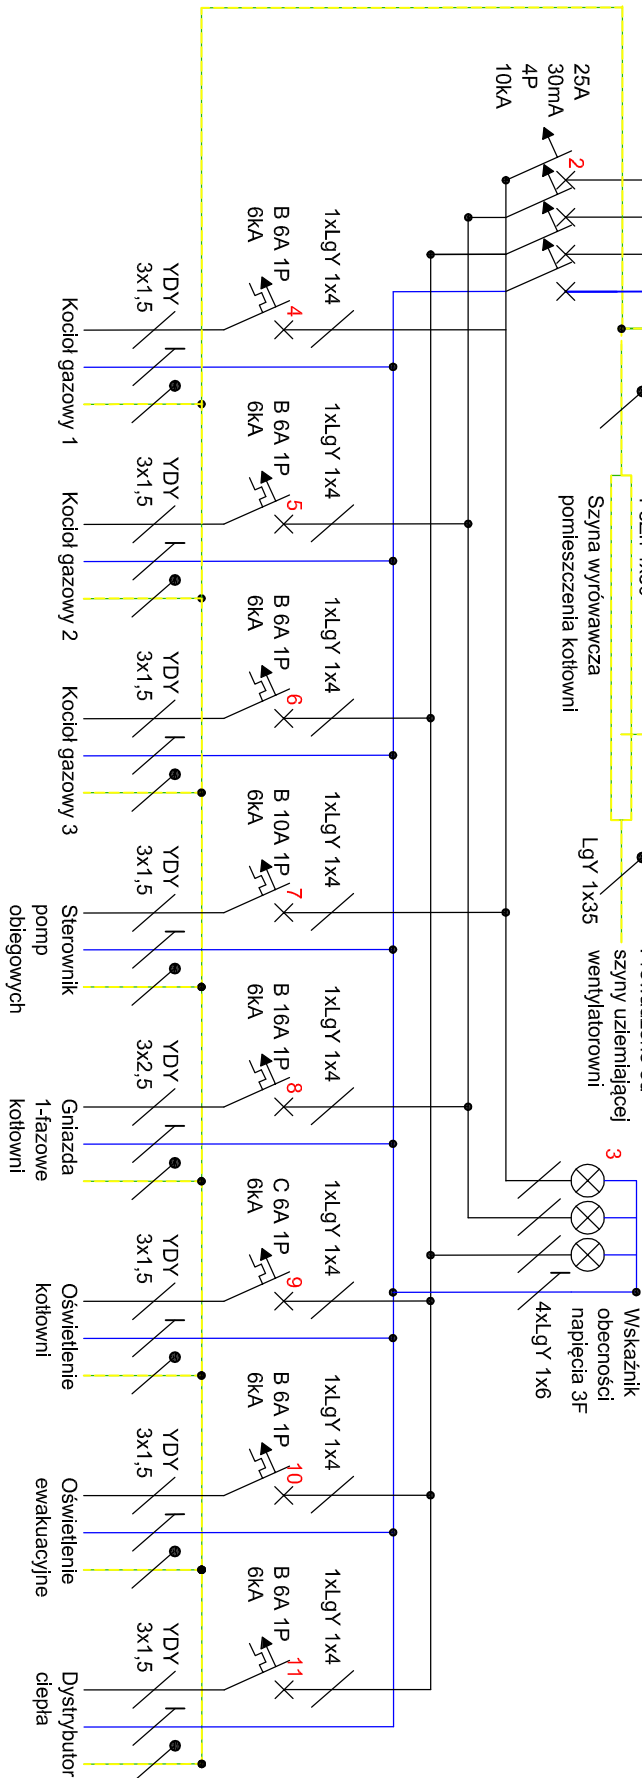 25A
30mA
4P
10kA
2
1xLgY 1x4
B 6A 1P
6kA
4
YDY
3x1,5
Kocioł gazowy 1
1xLgY 1x4
B 6A 1P
6kA
5
YDY
3x1,5
Kocioł gazowy 2
1xLgY 1x4
B 6A 1P
6kA
6
YDY
3x1,5
Kocioł gazowy 3
1xLgY 1x4
B 10A 1P
6kA
7
YDY
3x1,5
Sterownik
pomp
obiegowych
1xLgY 1x4
B 16A 1P
6kA
8
YDY
3x2,5
Gniazda
1-fazowe
kotłowni
1xLgY 1x4
C 6A 1P
6kA
9
YDY
3x1,5
Oświetlenie
kotłowni
1xLgY 1x4
B 6A 1P
6kA
10
YDY
3x1,5
Oświetlenie
ewakuacyjne
1xLgY 1x4
B 6A 1P
6kA
11
YDY
3x1,5
Dystrybutor
ciepła
Szyna wyrówawcza
pomieszczenia kotłowni
LgY 1x35
szyny uziemiającej
wentylatorowni
3
Wskaźnik
obecności
napięcia 3F
4xLgY 1x6